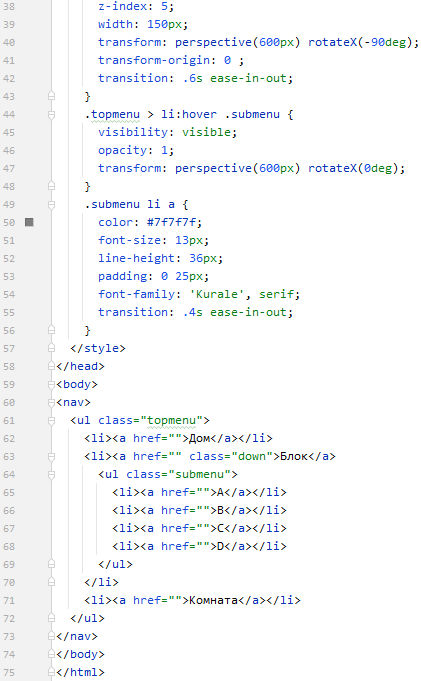 38 z-index: 5;
39 width: 150px;
40 transform: perspective(600px) rotateX(-90deg);
41 transform-origin: 0 ;
42 transition: .6s ease-in-out;
43 }
44 .topmenu > li:hover .submenu {
45 visibility: visible;
46 opacity: 1;
47 transform: perspective(600px) rotateX(0deg);
48 }
49 .submenu li a {
50 color: #7f7f7f;
51 font-size: 13px;
52 line-height: 36px;
53 padding: 0 25px;
54 font-family: 'Kurale', serif;
55 transition: .4s ease-in-out;
56 }
57 </style>
58 </head>
59 <body>
60 <nav>
61 <ul class="topmenu">
62 <li><a href="">Дом</a></li>
63 <li><a href="" class="down">Блок</a>
64 <ul class="submenu">
65 <li><a href="">A</a></li>
66 <li><a href="">B</a></li>
67 <li><a href="">C</a></li>
68 <li><a href="">D</a></li>
69 </ul>
70 </li>
71 <li><a href="">Комната</a></li>
72 </ul>
73 </nav>
74 </body>
75 </html>